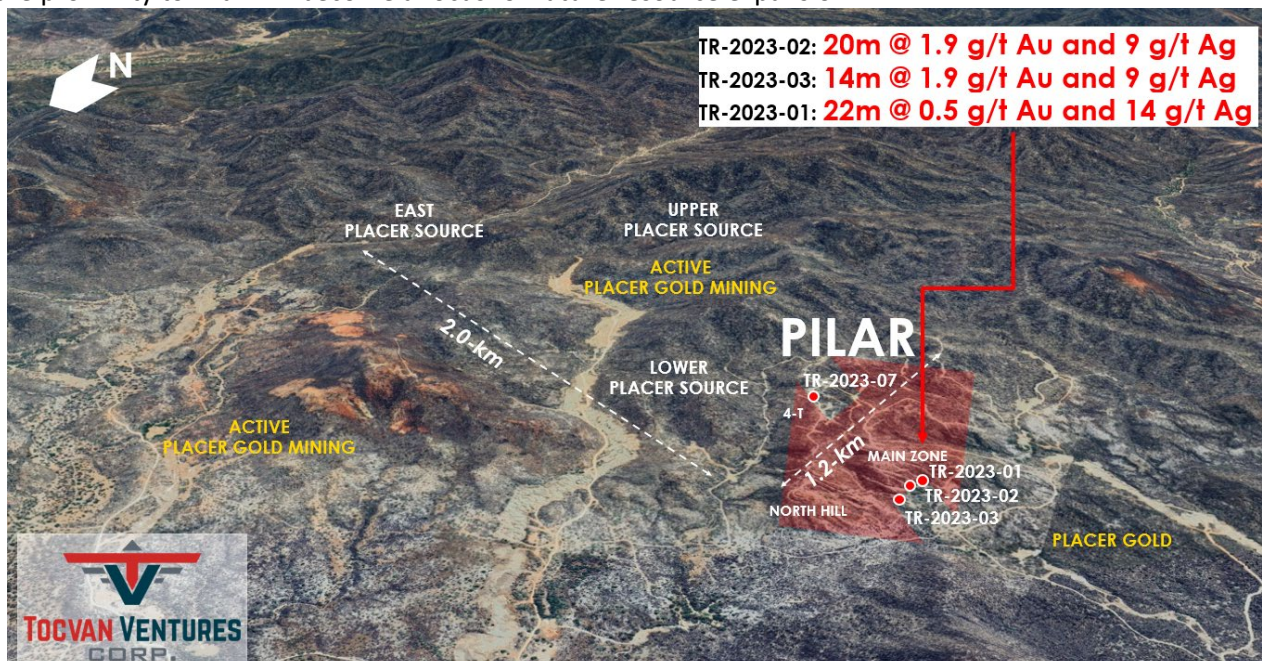 TR-2023-02: 20m @ 1.9 g/t Au and 9 g/t Ag
TR-2023-03: 14m @ 1.9 g/t Au and 9 g/t Ag
TR-2023-01: 22m @ 0.5 g/t Au and 14 g/t Ag
N
EAST
PLACER SOURCE
UPPER
PLACER SOURCE
ACTIVE
PLACER GOLD MINING
2.0-km
PILAR
LOWER
PLACER SOURCE
TR-2023-07
4-T
1.2-km
ACTIVE
PLACER GOLD MINING
MAIN ZONE
TR-2023-01
TR-2023-02
NORTH HILL
TR-2023-03
PLACER GOLD
TOCVAN VENTURES
CORP.